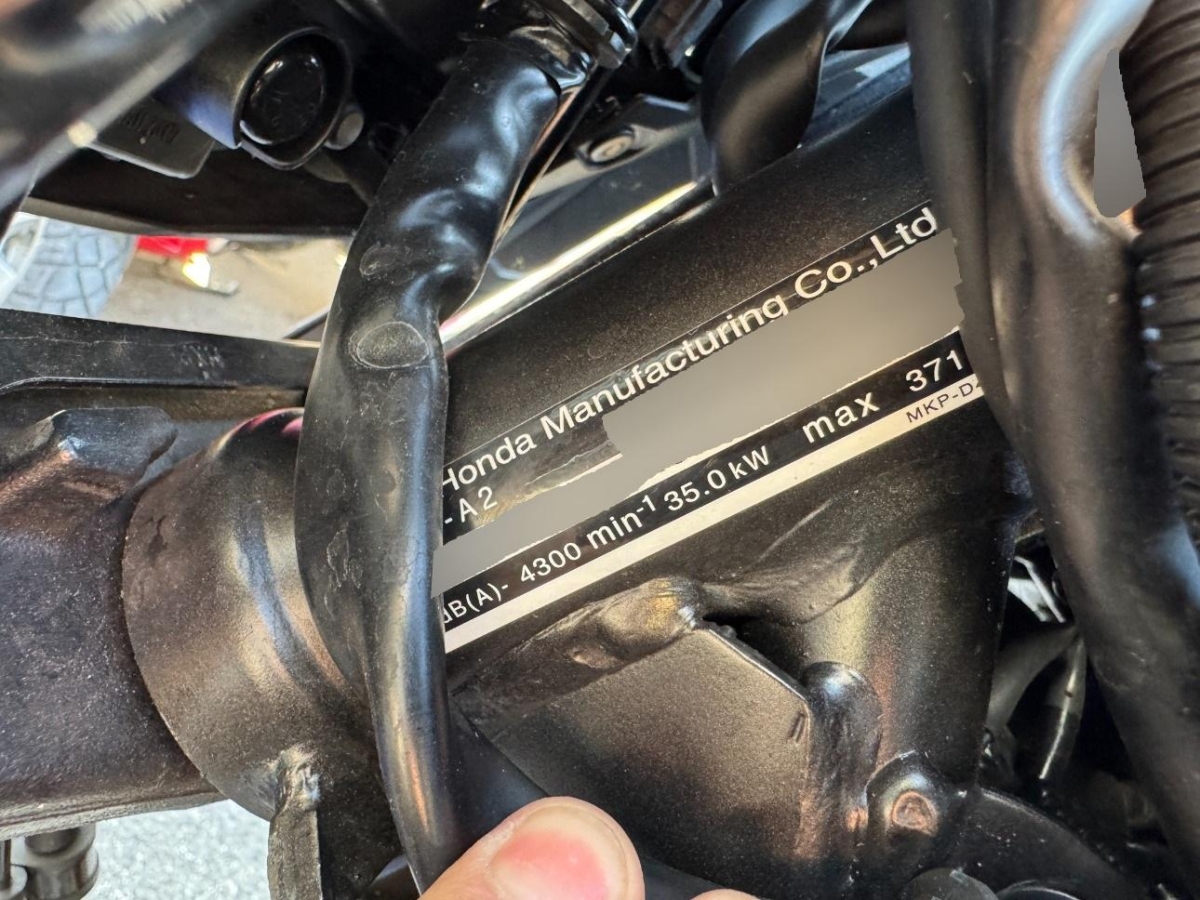 Honda Manufacturing Co.,Ltd
-A2
dB(A)- 4300 min-1 35.0 kW max 371
MKP-D